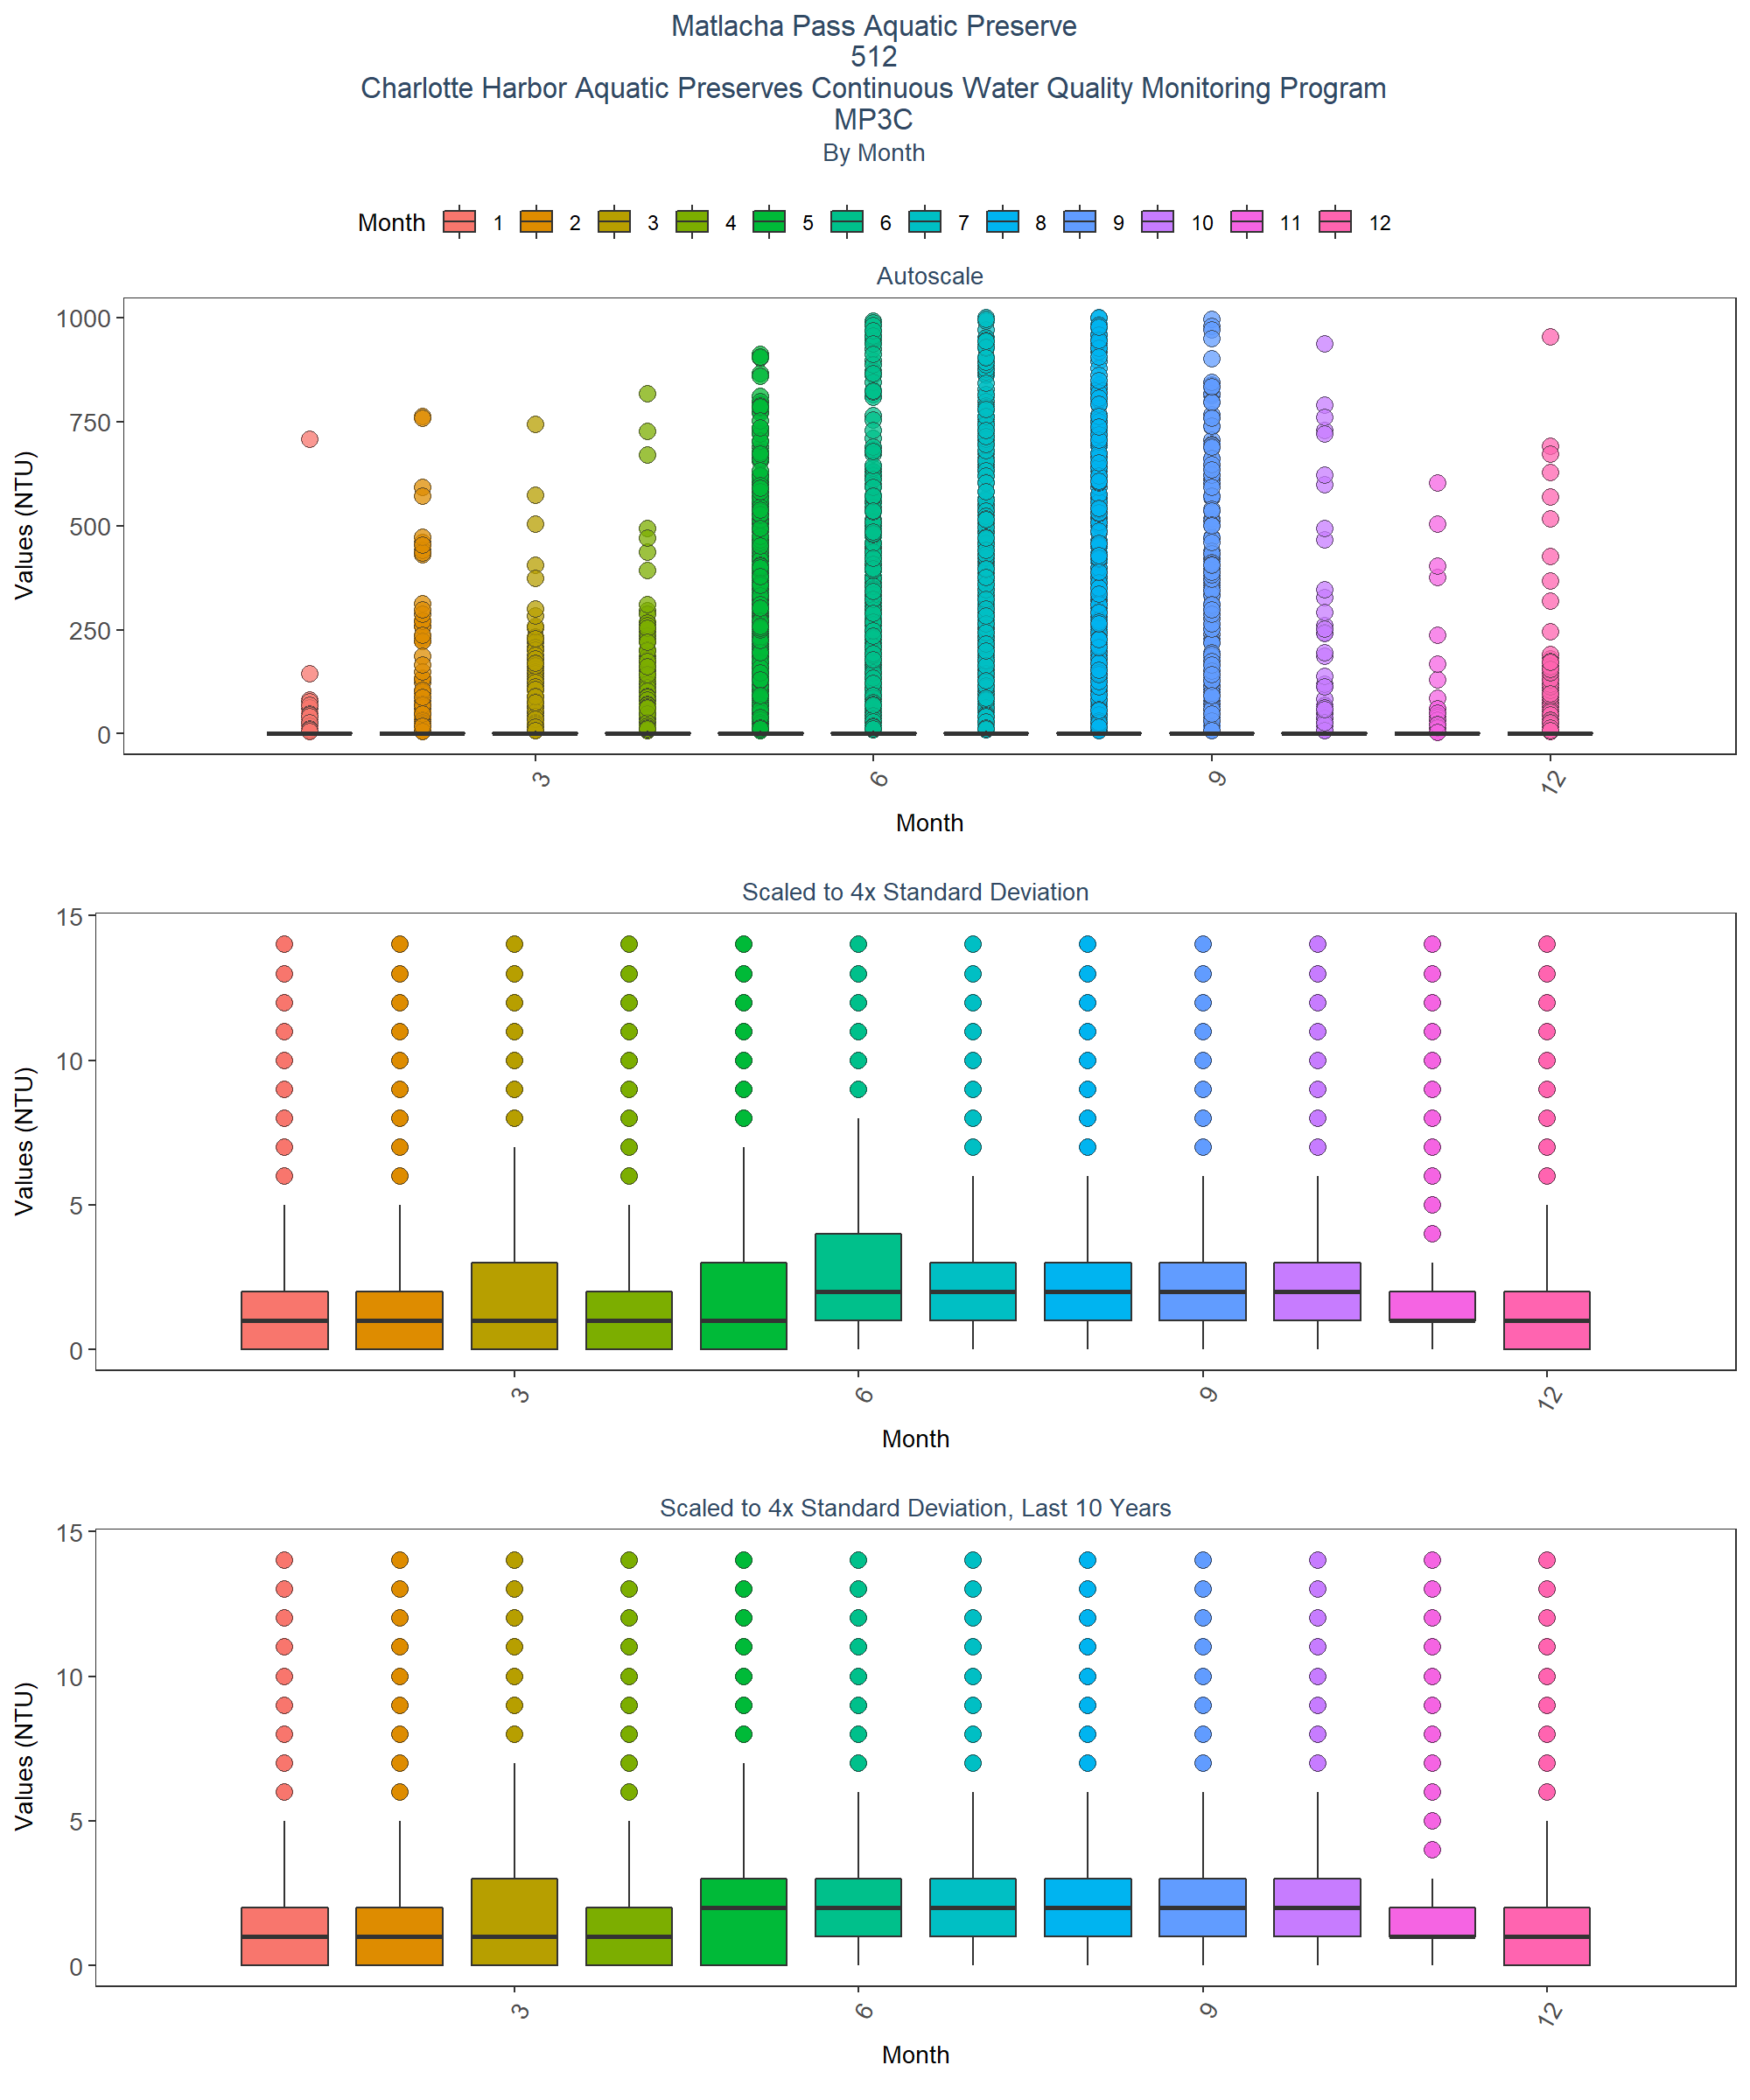 Matlacha Pass Aquatic Preserve
512
Charlotte Harbor Aquatic Preserves Continuous Water Quality Monitoring Program
MP3C
By Month
Month 1 2 3 4 5 6 7 8 9 10 11 12
Autoscale
Values (NTU)
1000
750
500
250
0
3 6 9 12
Month
Scaled to 4x Standard Deviation
Values (NTU)
15
10
5
0
3 6 9 12
Month
Scaled to 4x Standard Deviation, Last 10 Years
Values (NTU)
15
10
5
0
3 6 9 12
Month